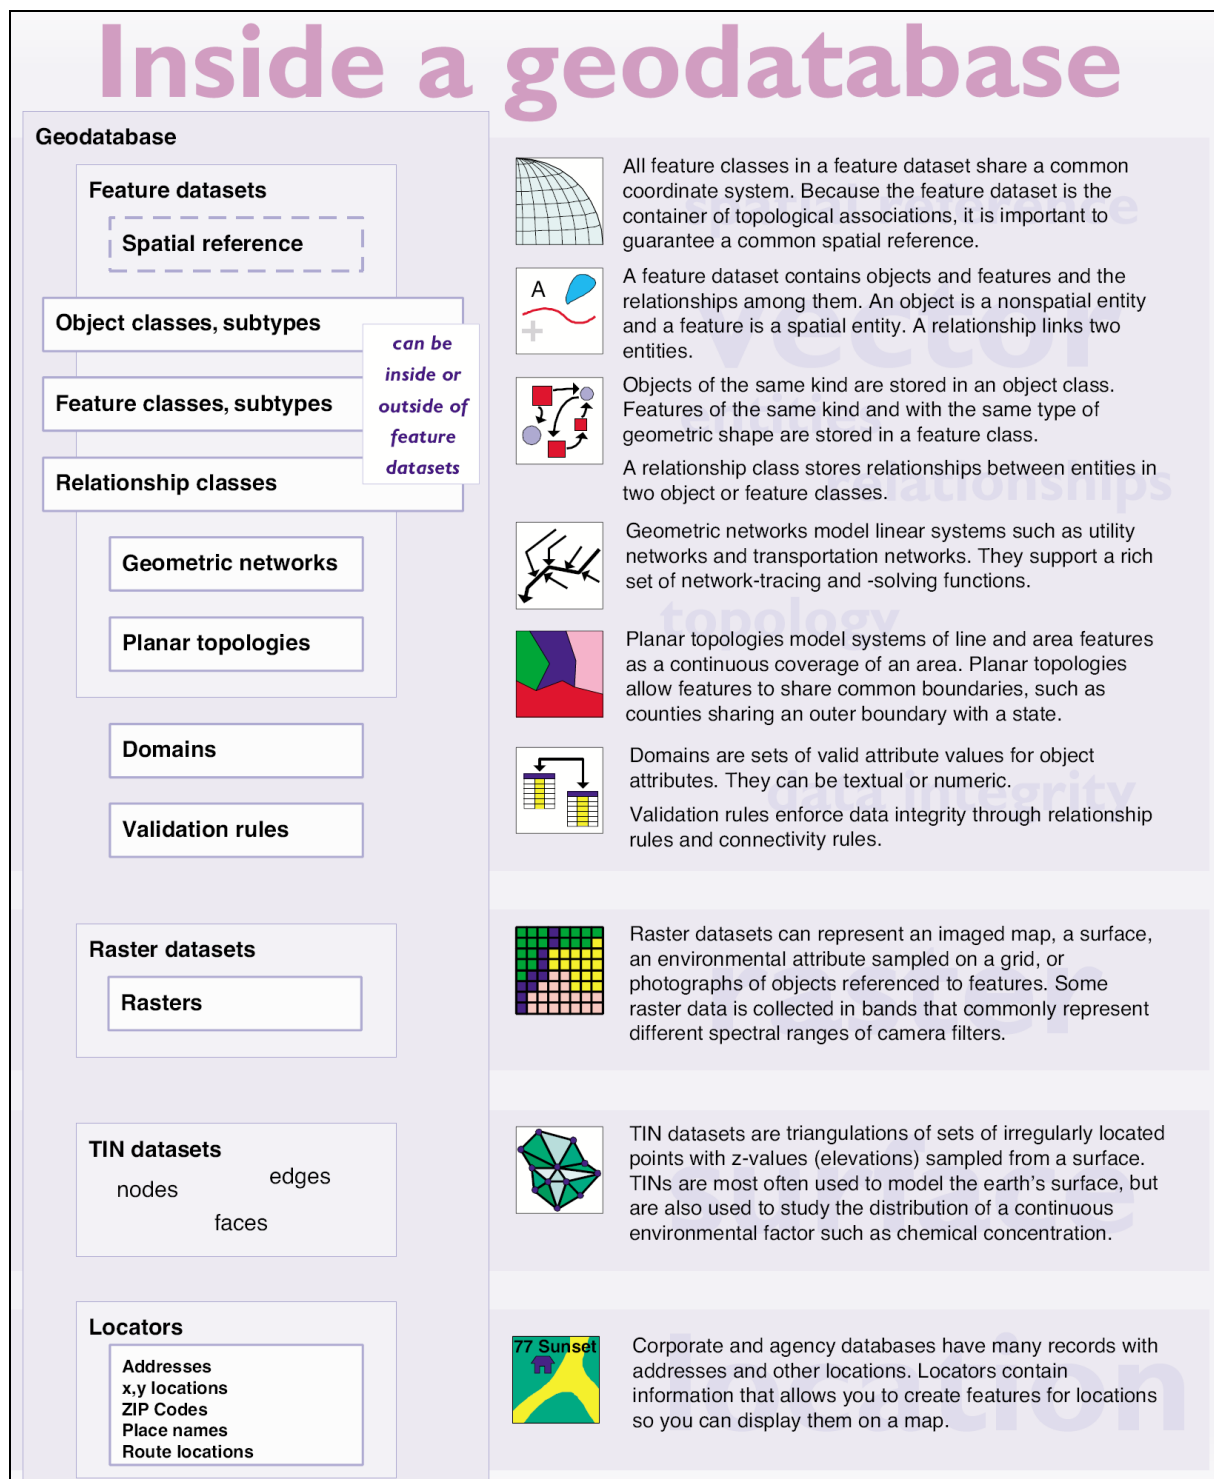 Inside a geodatabase
Geodatabase
Feature datasets
Spatial reference
Object classes, subtypes
Feature classes, subtypes
Relationship classes
can be
inside or
outside of
feature
datasets
Geometric networks
Planar topologies
Domains
Validation rules
Raster datasets
Rasters
TIN datasets
nodes
edges
faces
Locators
Addresses
x,y locations
ZIP Codes
Place names
Route locations
spatial reference
All feature classes in a feature dataset share a common
coordinate system. Because the feature dataset is the
container of topological associations, it is important to
guarantee a common spatial reference.
vector
A
A feature dataset contains objects and features and the
relationships among them. An object is a nonspatial entity
and a feature is a spatial entity. A relationship links two
entities.
entities
Objects of the same kind are stored in an object class.
Features of the same kind and with the same type of
geometric shape are stored in a feature class.
relationships
A relationship class stores relationships between entities in
two object or feature classes.
Geometric networks model linear systems such as utility
networks and transportation networks. They support a rich
set of network-tracing and -solving functions.
topology
Planar topologies model systems of line and area features
as a continuous coverage of an area. Planar topologies
allow features to share common boundaries, such as
counties sharing an outer boundary with a state.
data integrity
Domains are sets of valid attribute values for object
attributes. They can be textual or numeric.
Validation rules enforce data integrity through relationship
rules and connectivity rules.
raster
Raster datasets can represent an imaged map, a surface,
an environmental attribute sampled on a grid, or
photographs of objects referenced to features. Some
raster data is collected in bands that commonly represent
different spectral ranges of camera filters.
surface
TIN datasets are triangulations of sets of irregularly located
points with z-values (elevations) sampled from a surface.
TINs are most often used to model the earth's surface, but
are also used to study the distribution of a continuous
environmental factor such as chemical concentration.
location
77 Sunset
Corporate and agency databases have many records with
addresses and other locations. Locators contain
information that allows you to create features for locations
so you can display them on a map.